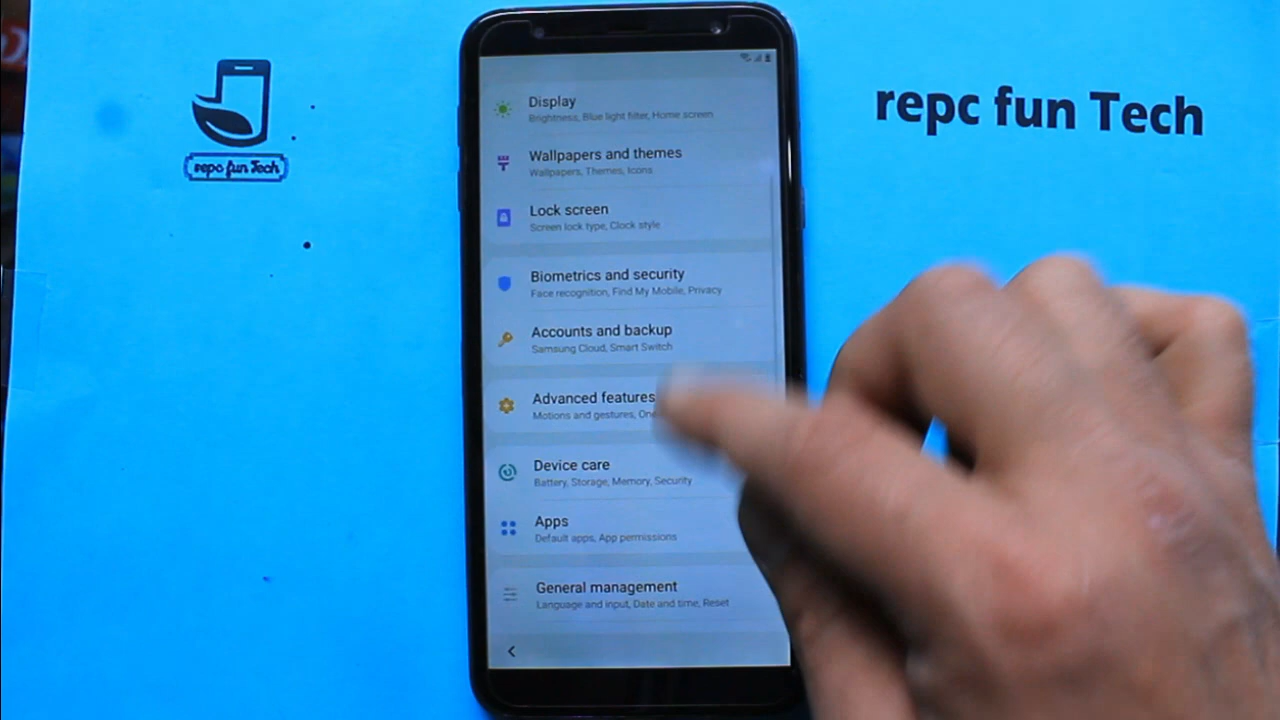 repc fun Tech
repc fun Tech
Display
Brightness, Blue light filter, Home screen
Wallpapers and themes
Wallpapers, Themes, Icons
Lock screen
Screen lock type, Clock style
Biometrics and security
Face recognition, Find My Mobile, Privacy
Accounts and backup
Samsung Cloud, Smart Switch
Advanced features
Motions and gestures,
Device care
Battery, Storage, Memory, Security
Apps
Default apps, App permissions
General management
Language and input, Date and time, Reset